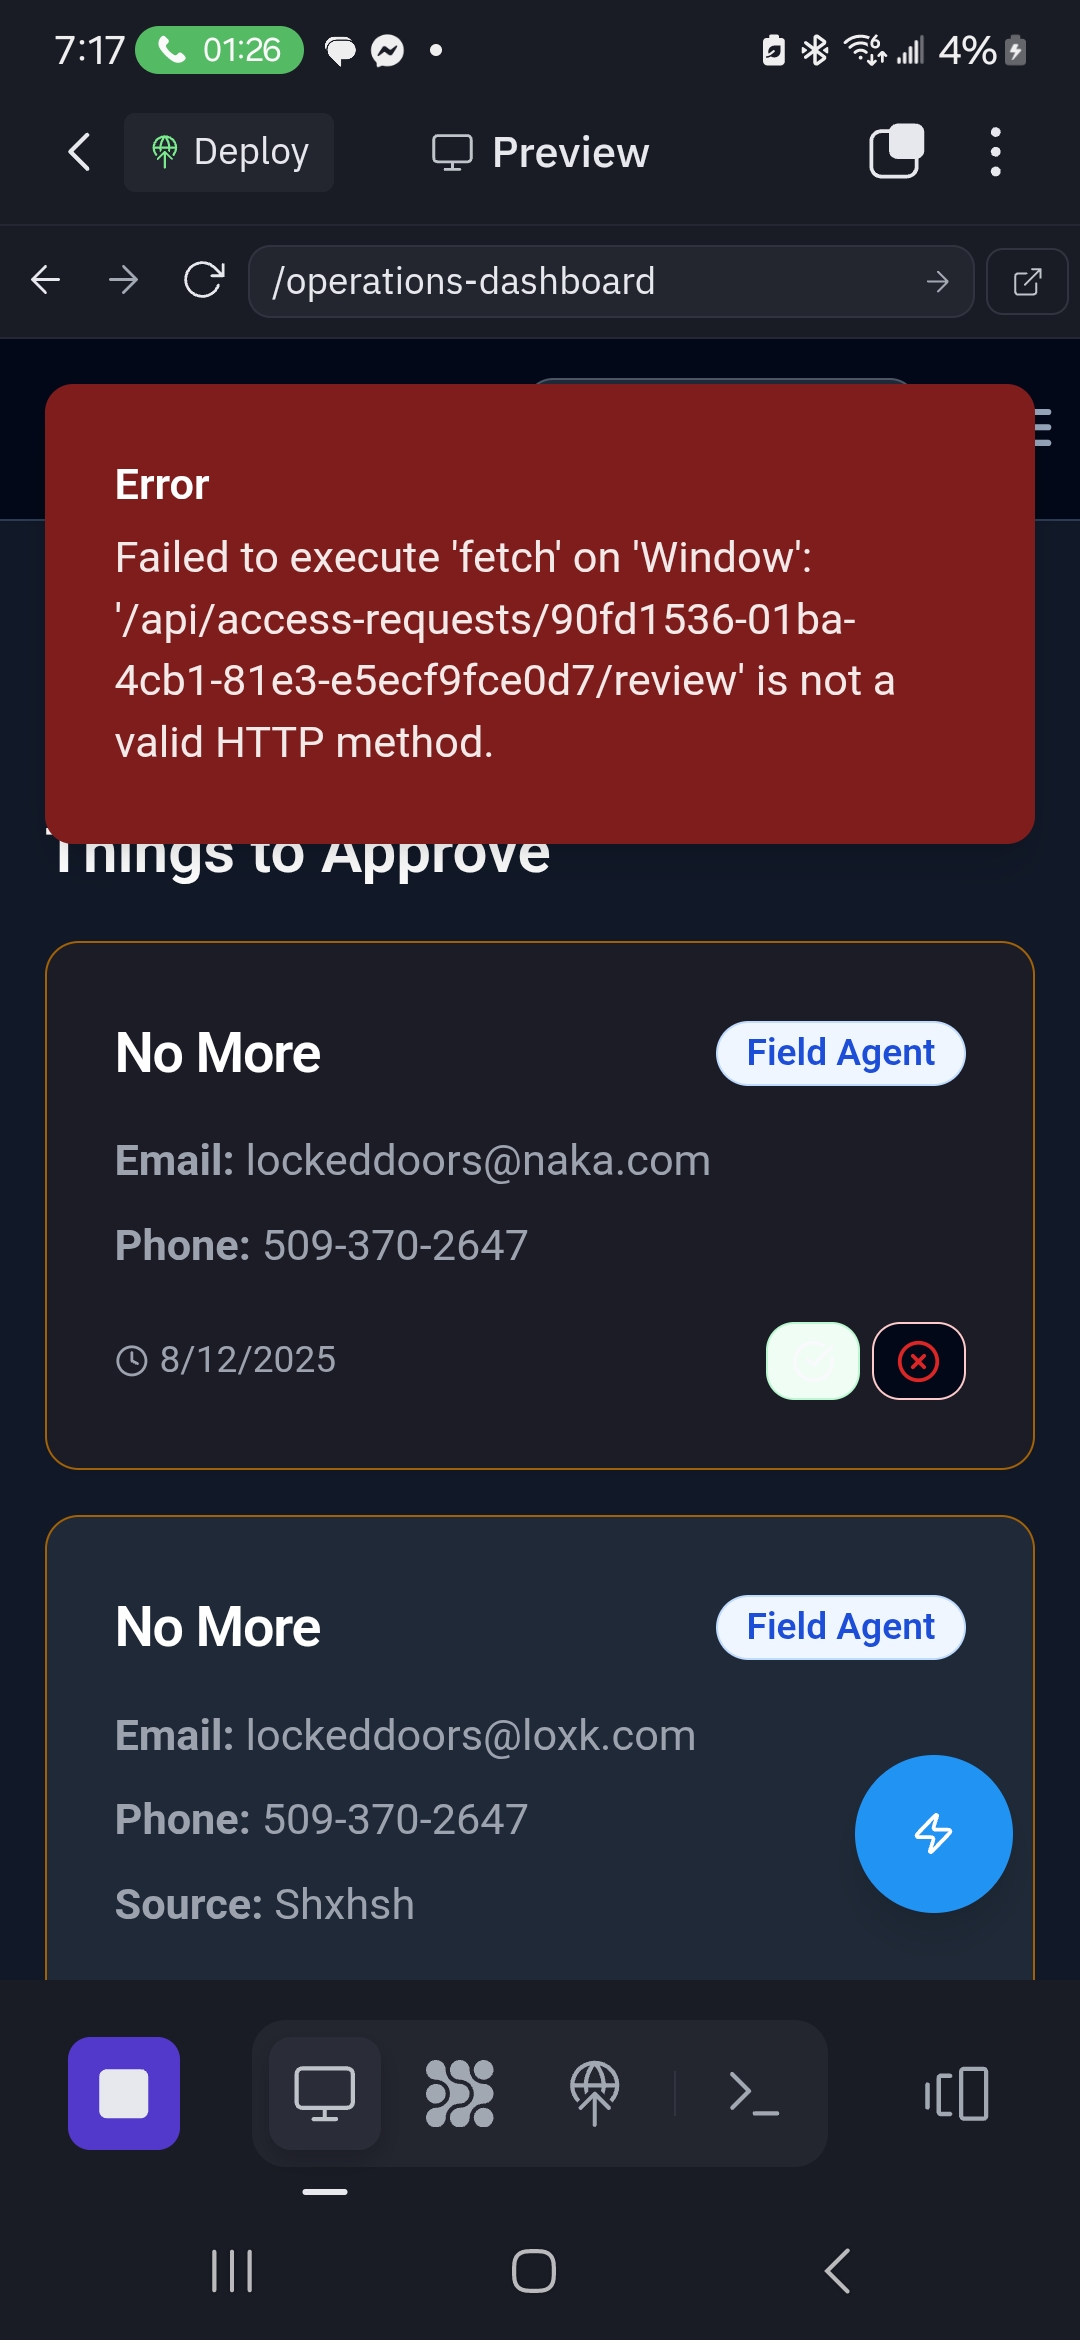 7:17 01:26 4%
Deploy Preview
/operations-dashboard
Error
Failed to execute 'fetch' on 'Window':
'/api/access-requests/90fd1536-01ba-
4cb1-81e3-e5ecf9fce0d7/review' is not a
valid HTTP method.
Things to Approve
No More Field Agent
Email: lockeddoors@naka.com
Phone: 509-370-2647
8/12/2025
No More Field Agent
Email: lockeddoors@loxk.com
Phone: 509-370-2647
Source: Shxhsh